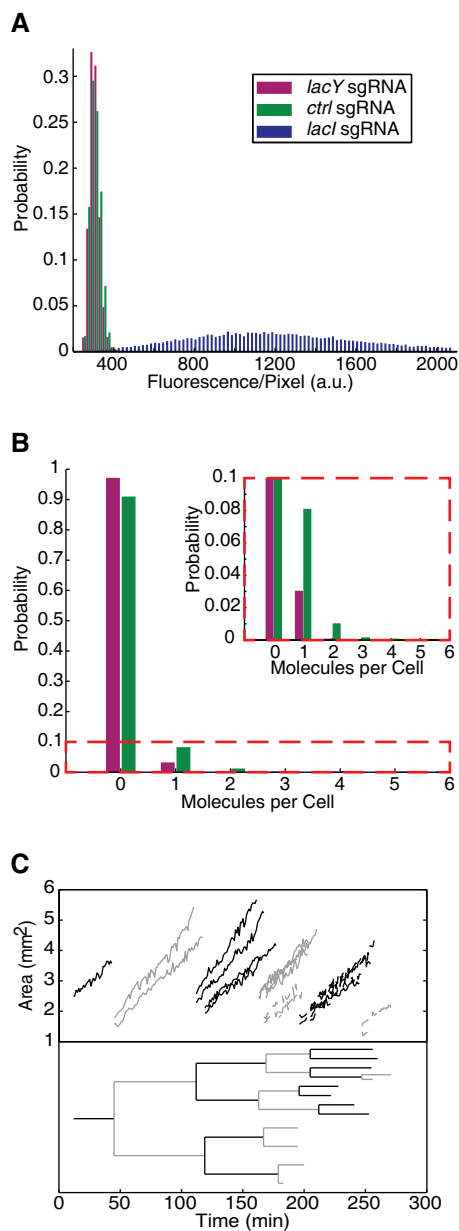 A
0.3
0.25
0.2
0.15
0.1
0.05
0
Probability
lacY sgRNA
ctrl sgRNA
lacI sgRNA
400 800 1200 1600 2000
Fluorescence/Pixel (a.u.)
B
1
0.9
0.8
0.7
0.6
0.5
0.4
0.3
0.2
0.1
0
Probability
0 1 2 3 4 5 6
Molecules per Cell
0.1
0.08
0.06
0.04
0.02
0
Probability
0 1 2 3 4 5 6
Molecules per Cell
C
6
5
4
3
2
1
Area (mm2)
0 50 100 150 200 250 300
Time (min)